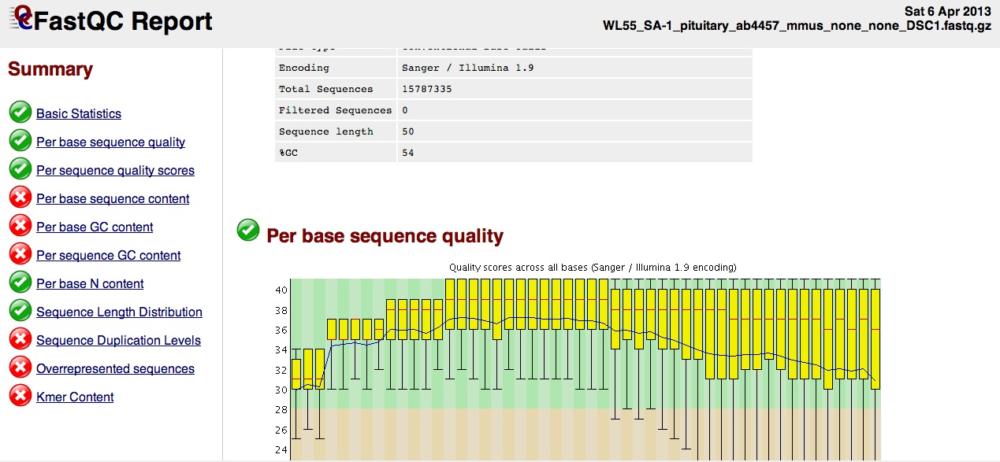 FastQC Report
Sat 6 Apr 2013
WL55_SA-1_pituitary_ab4457_mmus_none_none_DSC1.fastq.gz
Summary
Basic Statistics
Per base sequence quality
Per sequence quality scores
Per base sequence content
Per base GC content
Per sequence GC content
Per base N content
Sequence Length Distribution
Sequence Duplication Levels
Overrepresented sequences
Kmer Content
Encoding Sanger / Illumina 1.9
Total Sequences 15787335
Filtered Sequences 0
Sequence length 50
%GC 54
Per base sequence quality
Quality scores across all bases (Sanger / Illumina 1.9 encoding)
40
38
36
34
32
30
28
26
24